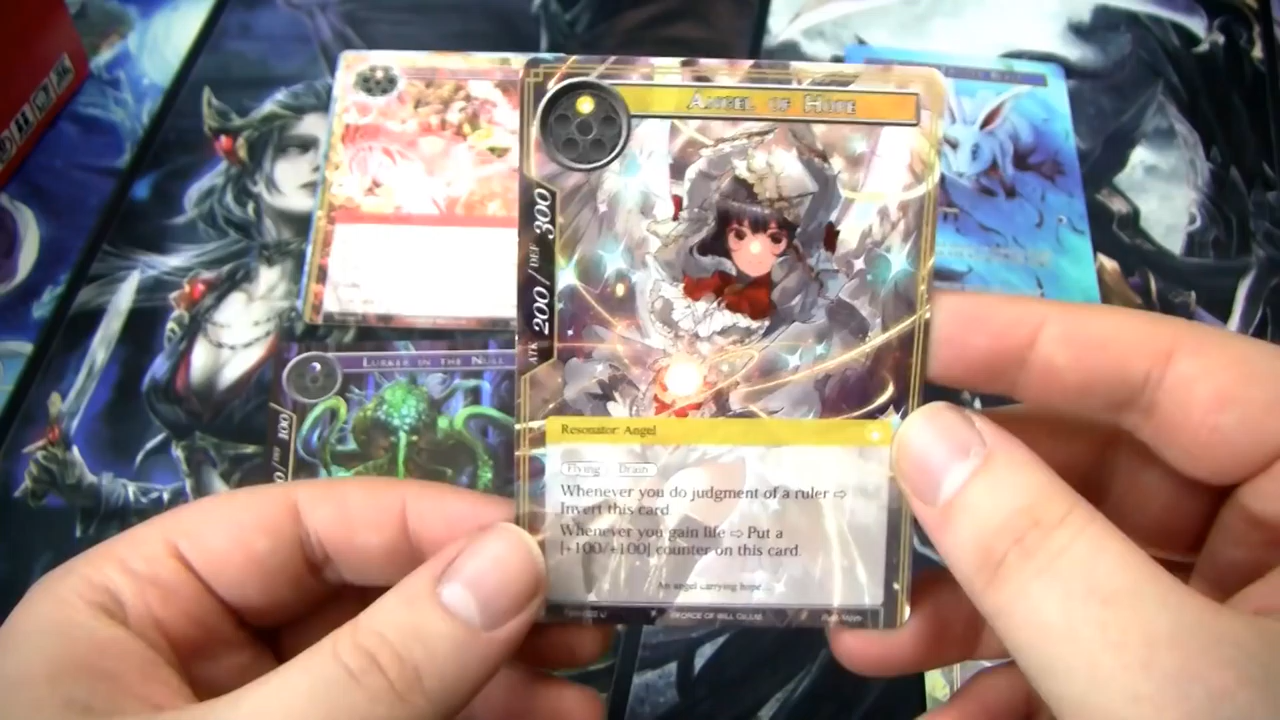 Angel of Hope
ATK 200 / DEF 300
Resonator: Angel
Flying Drain
Whenever you do judgment of a ruler ⇨
Invert this card.
Whenever you gain life ⇨ Put a
[+100/+100] counter on this card.
An angel carrying hope...
FORCE OF WILL
Lurker in the Null
100